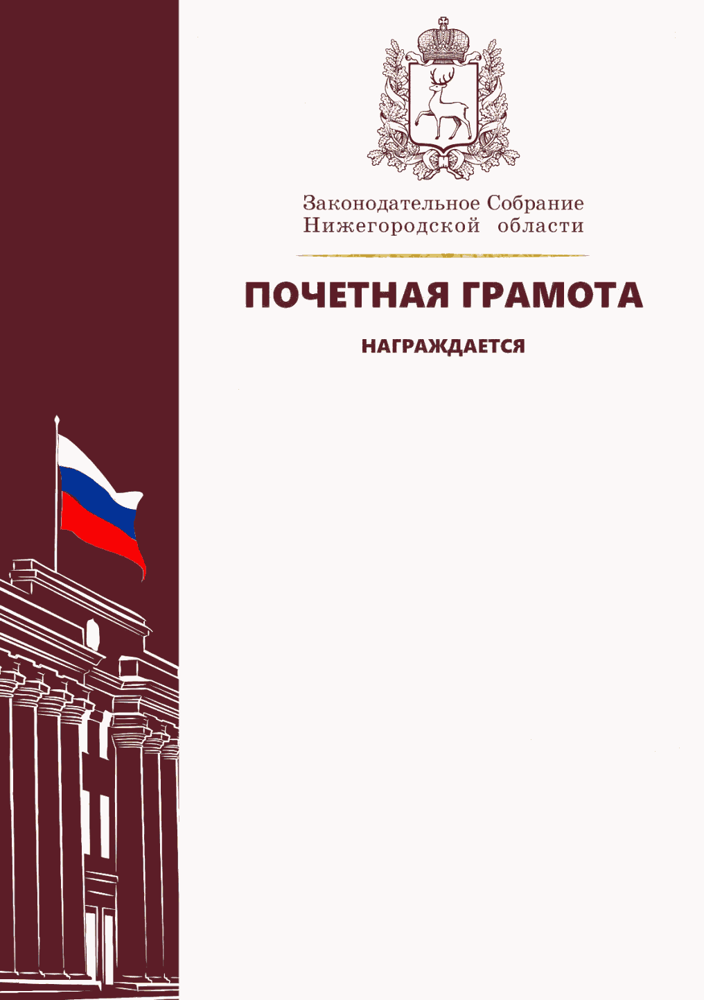 Законодательное Собрание
Нижегородской области
ПОЧЕТНАЯ ГРАМОТА
НАГРАЖДАЕТСЯ